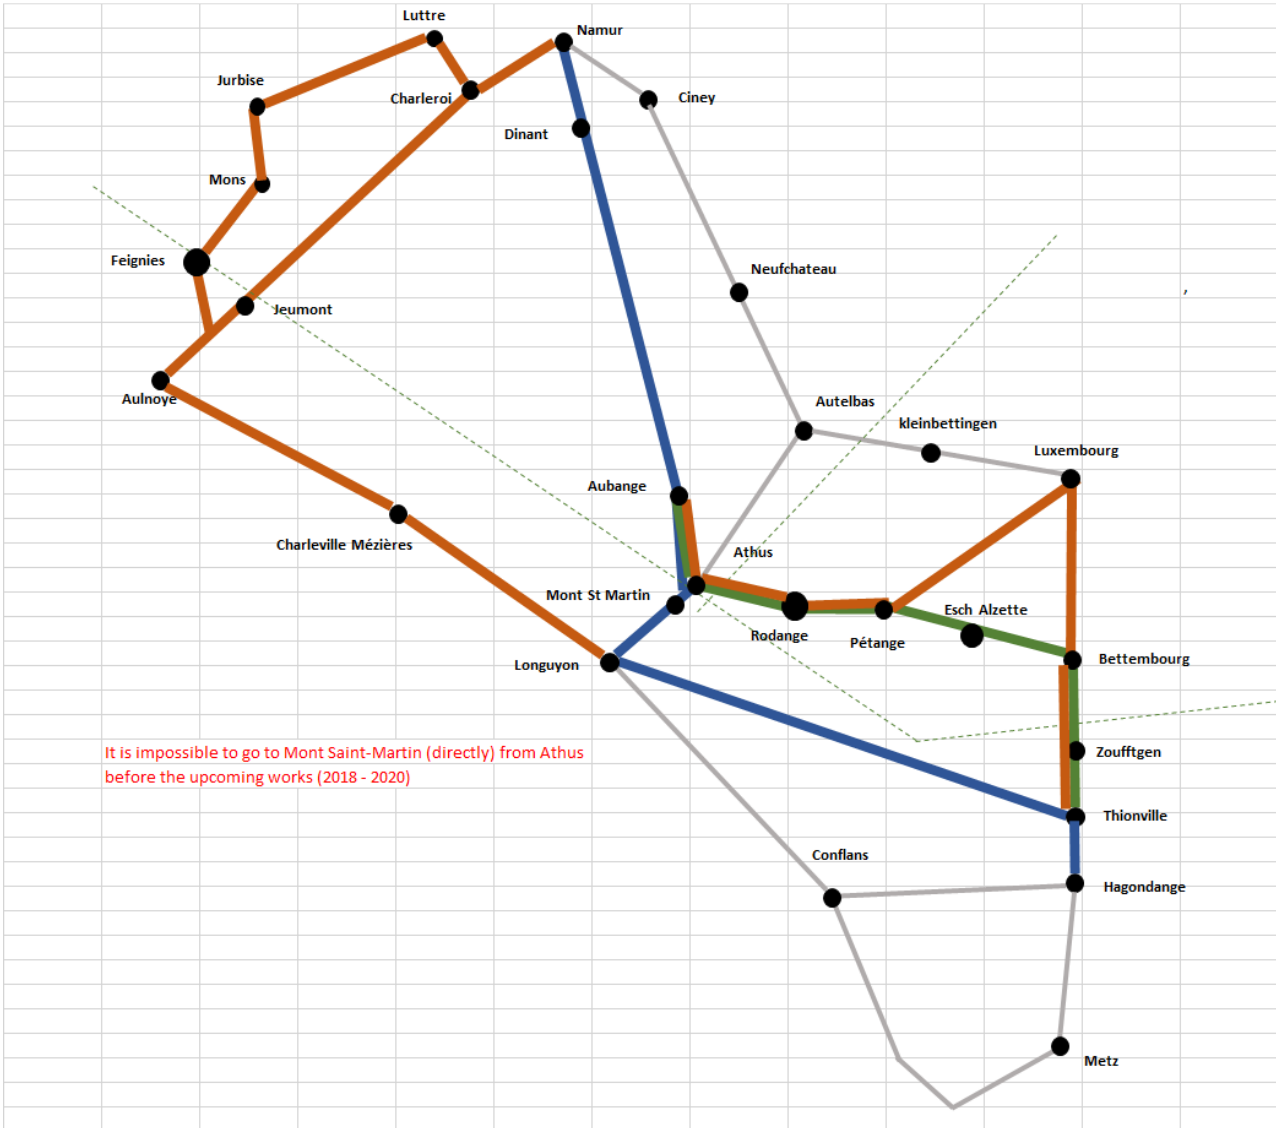 Luttre
Namur
Jurbise
Charleroi
Ciney
Dinant
Mons
Feignies
Neufchateau
,
Jeumont
Aulnoye
Autelbas
kleinbettingen
Luxembourg
Aubange
Charleville Mézières
Athus
Mont St Martin
Esch Alzette
Rodange
Pétange
Longuyon
Bettembourg
It is impossible to go to Mont Saint-Martin (directly) from Athus
before the upcoming works (2018 - 2020)
Zoufftgen
Thionville
Conflans
Hagondange
Metz